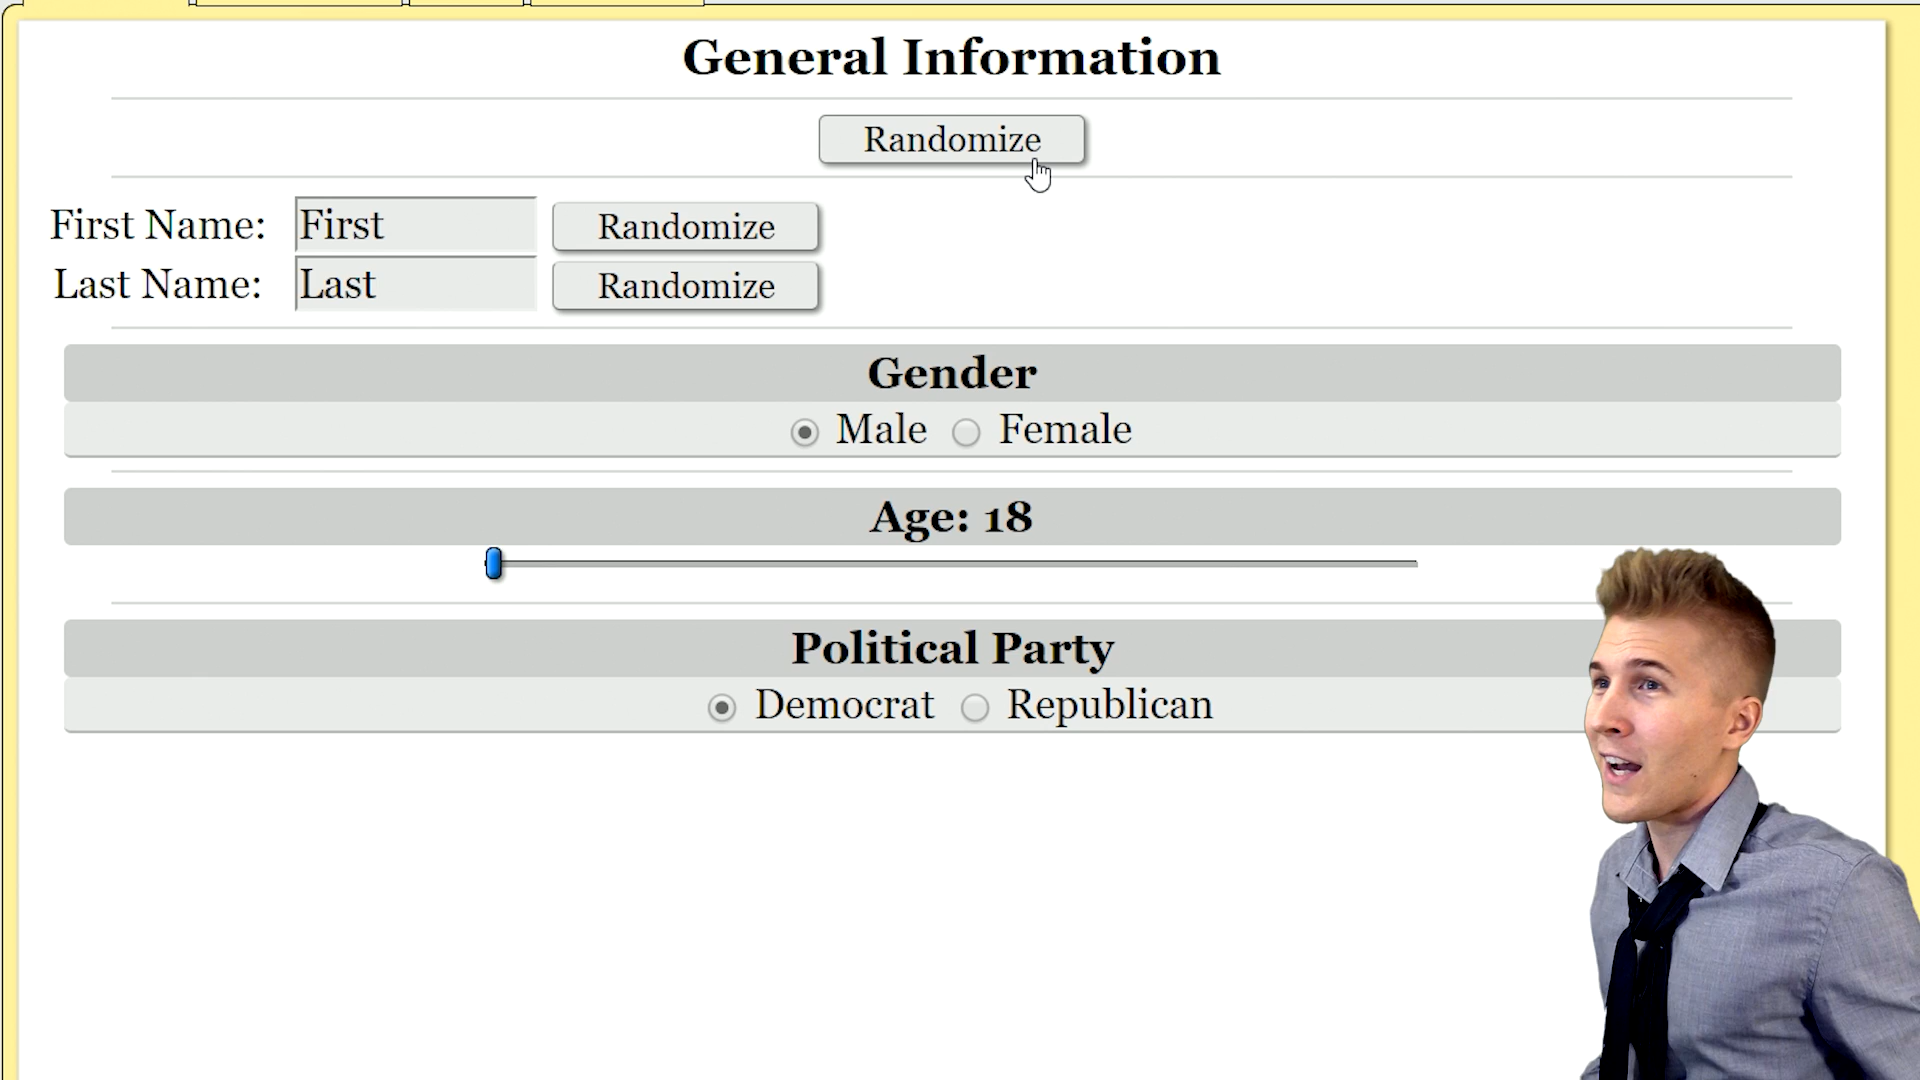 General Information
Randomize
First Name: First Randomize
Last Name: Last Randomize
Gender
Male Female
Age: 18
Political Party
Democrat Republican